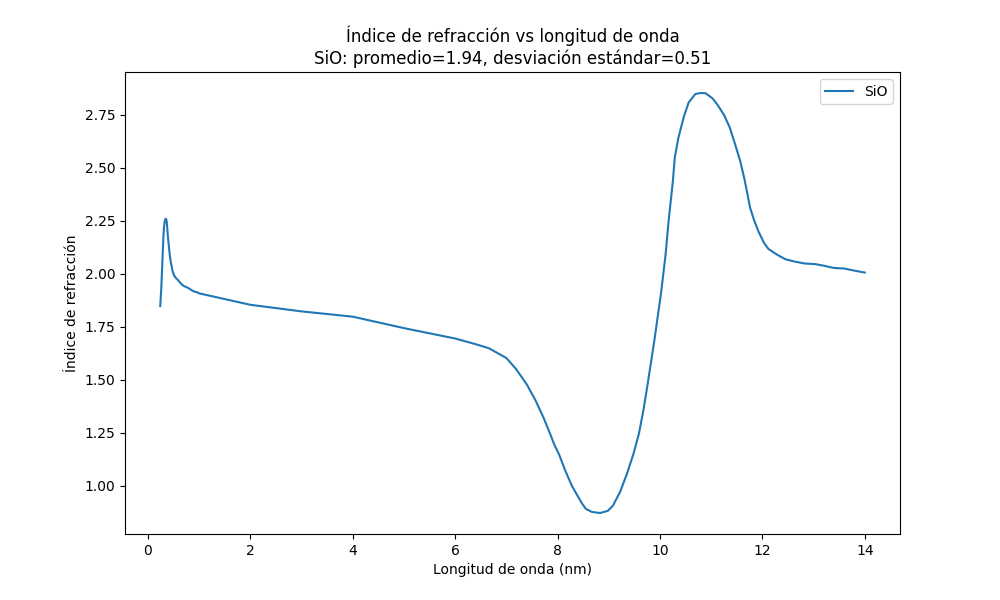 Índice de refracción vs longitud de onda
SiO: promedio=1.94, desviación estándar=0.51
SiO
2.75
2.50
2.25
2.00
1.75
1.50
1.25
1.00
Índice de refracción
0 2 4 6 8 10 12 14
Longitud de onda (nm)